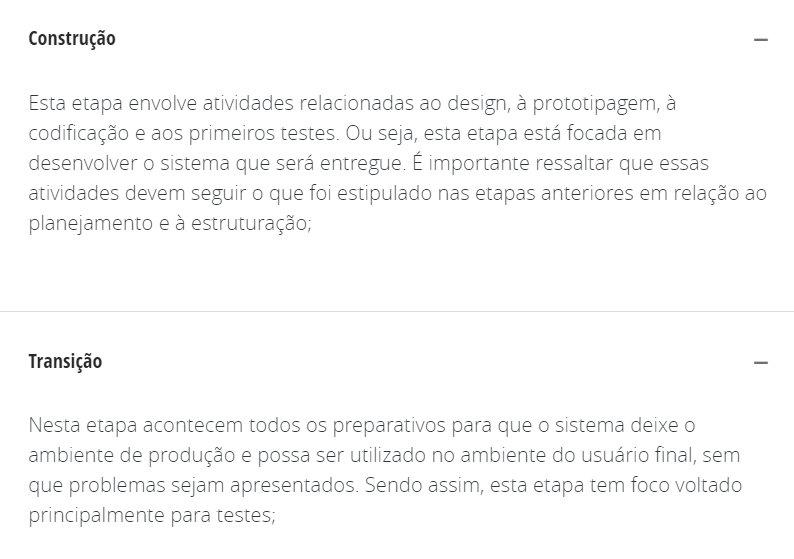 Construção
Esta etapa envolve atividades relacionadas ao design, à prototipagem, à
codificação e aos primeiros testes. Ou seja, esta etapa está focada em
desenvolver o sistema que será entregue. É importante ressaltar que essas
atividades devem seguir o que foi estipulado nas etapas anteriores em relação ao
planejamento e à estruturação;
Transição
Nesta etapa acontecem todos os preparativos para que o sistema deixe o
ambiente de produção e possa ser utilizado no ambiente do usuário final, sem
que problemas sejam apresentados. Sendo assim, esta etapa tem foco voltado
principalmente para testes;